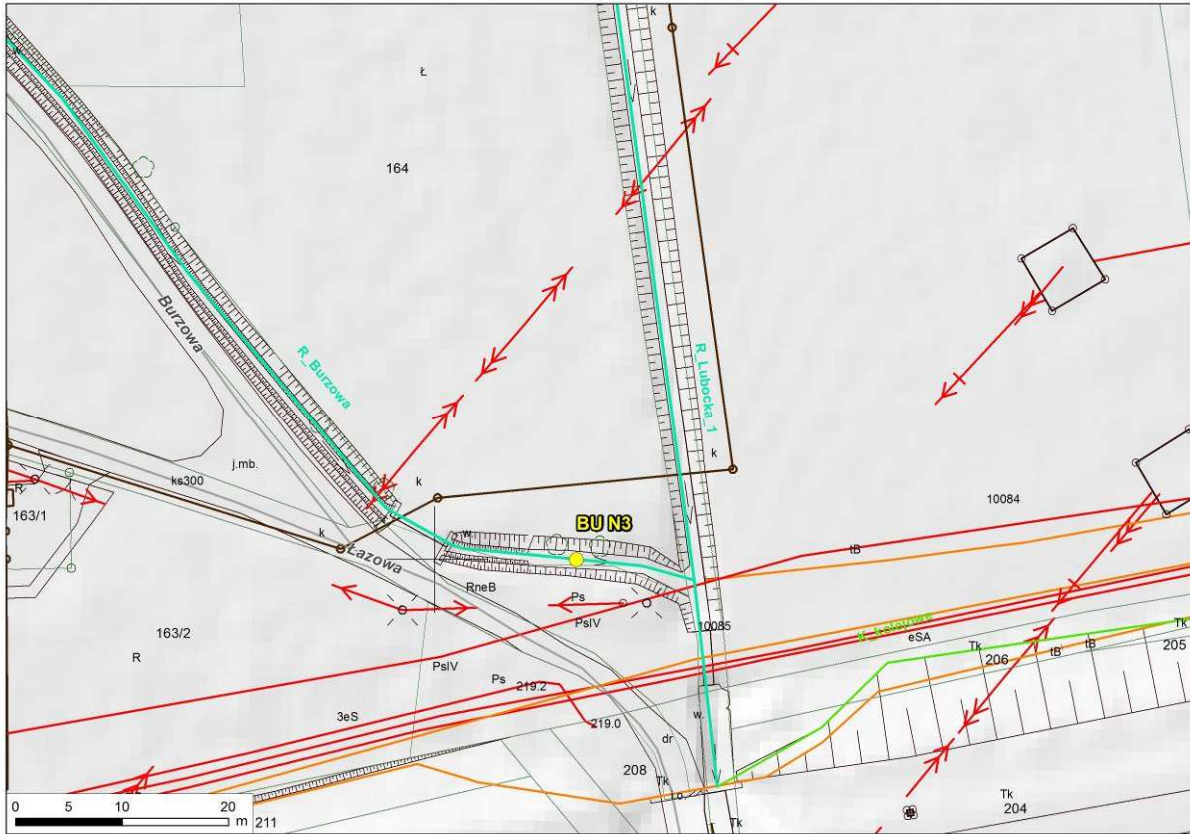 k
w
Ł
164
Burzowa
R_Burzowa
R_Lubocka_1
k
k
j.mb.
ks300
R
10084
163/1
k
w.
BU N3
Łazowa
tB
RneB
Ps
PsIV
10085
K_kolejowa
eSA
Tk
163/2
R
Tk
206
tB
tB
205
PsIV
Ps
219.2
3eS
219.0
w.
dr
208
Tk
Tk
204
Tk
0 5 10 20
m
211